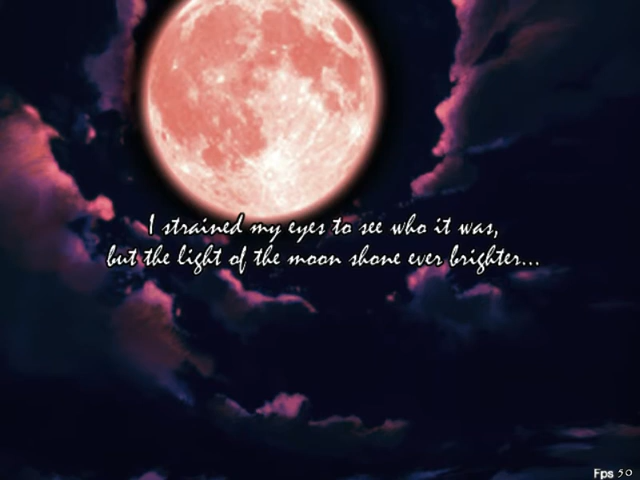 I strained my eyes to see who it was,
but the light of the moon shone ever brighter...
Fps 50